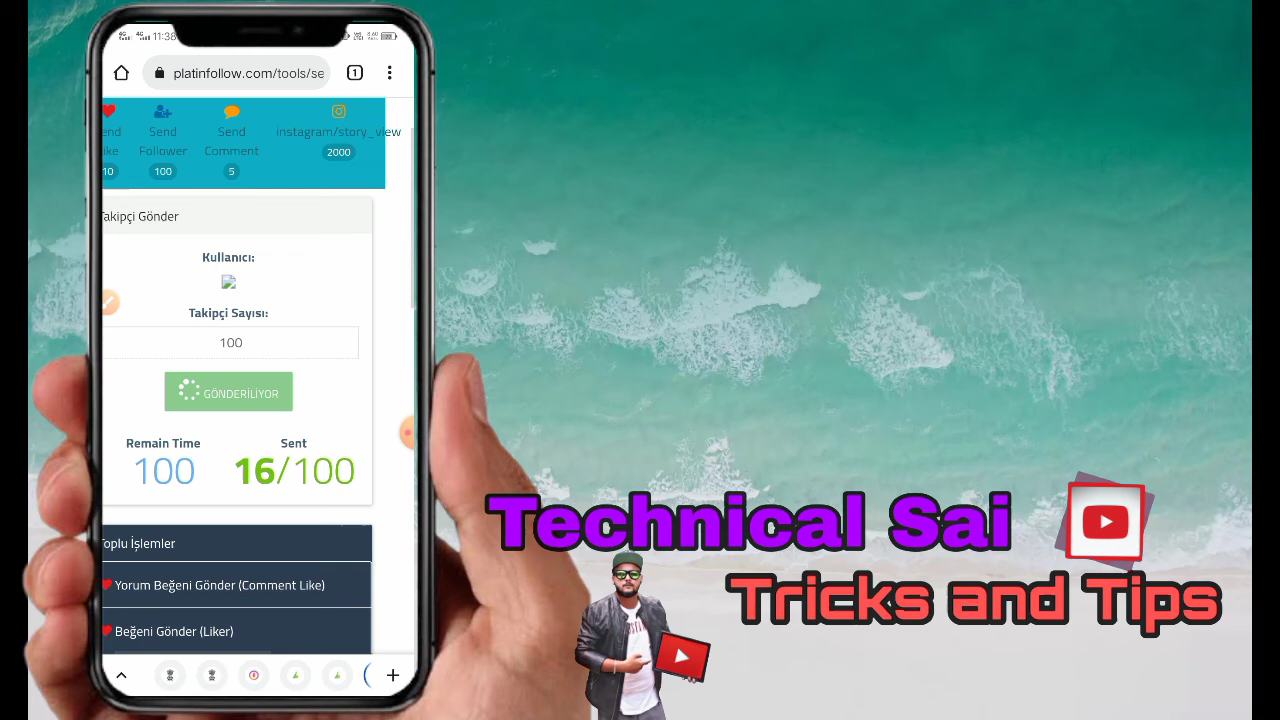 11:38
platinfollow.com/tools/se
1
end
ike
10
Send
Follower
100
Send
Comment
5
instagram/story_view
2000
Takipçi Gönder
Kullanıcı:
Takipçi Sayısı:
100
GÖNDERİLİYOR
Remain Time
100
Sent
16/100
Toplu İşlemler
Yorum Beğeni Gönder (Comment Like)
Beğeni Gönder (Liker)
Technical Sai
Tricks and Tips